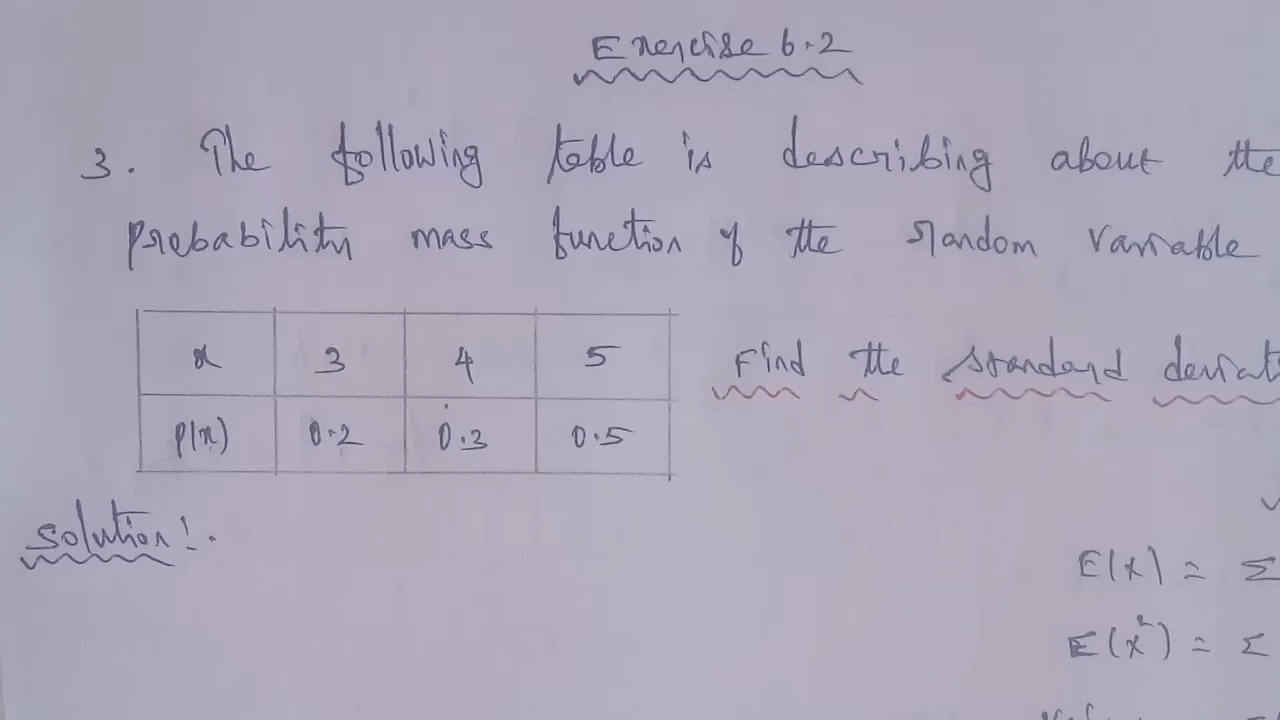 Exercise 6.2
3. The following table is describing about the
probability mass function of the random variable
x 3 4 5
P(x) 0.2 0.3 0.5
Find the standard deviat
Solution:.
E(x) = Σ
E(x²) = Σ